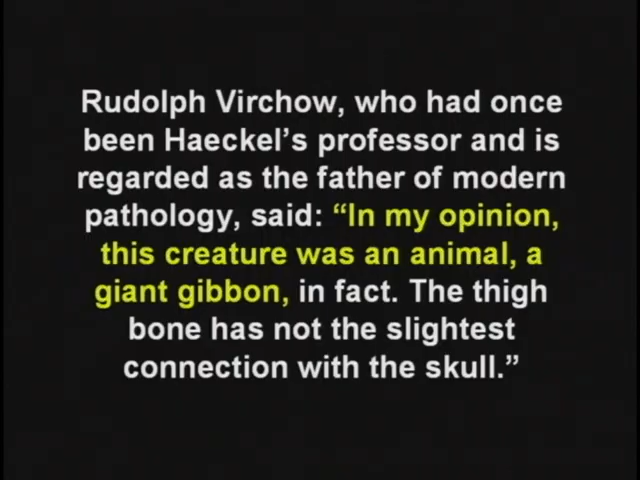 Rudolph Virchow, who had once
been Haeckel’s professor and is
regarded as the father of modern
pathology, said: “In my opinion,
this creature was an animal, a
giant gibbon, in fact. The thigh
bone has not the slightest
connection with the skull.”